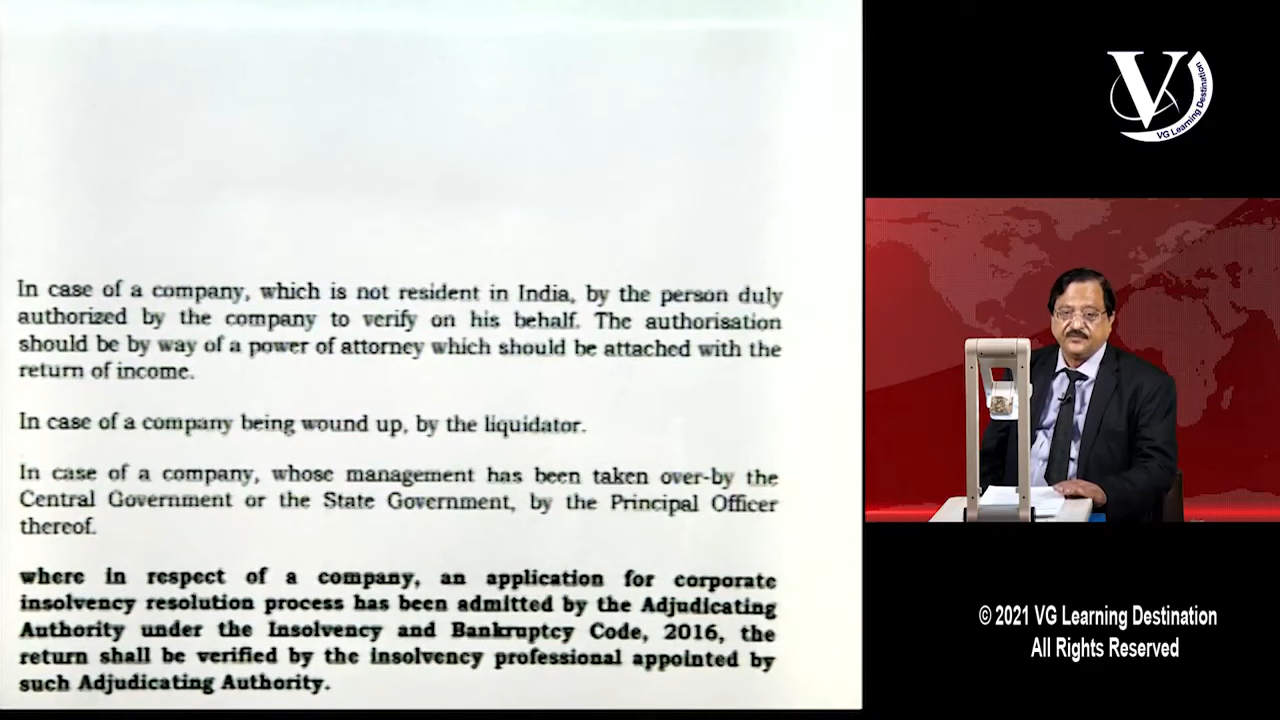 In case of a company, which is not resident in India, by the person duly
authorized by the company to verify on his behalf. The authorisation
should be by way of a power of attorney which should be attached with the
return of income.
In case of a company being wound up, by the liquidator.
In case of a company, whose management has been taken over-by the
Central Government or the State Government, by the Principal Officer
thereof.
where in respect of a company, an application for corporate
insolvency resolution process has been admitted by the Adjudicating
Authority under the Insolvency and Bankruptcy Code, 2016, the
return shall be verified by the insolvency professional appointed by
such Adjudicating Authority.
V
VG Learning Destination
© 2021 VG Learning Destination
All Rights Reserved